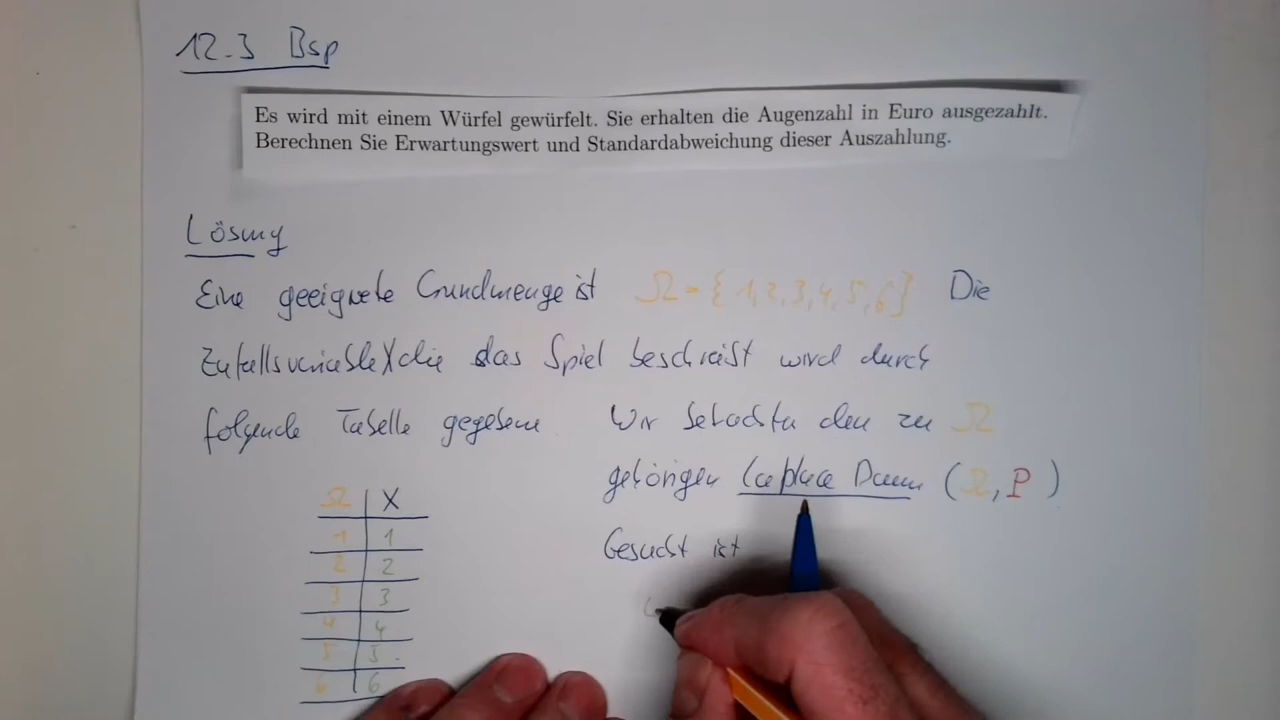 12.3 Bsp
Es wird mit einem Würfel gewürfelt. Sie erhalten die Augenzahl in Euro ausgezahlt.
Berechnen Sie Erwartungswert und Standardabweichung dieser Auszahlung.
Lösung
Eine geeignete Grundmenge ist Ω = {1,2,3,4,5,6} Die
Zufallsvariable X die das Spiel beschreibt wird durch
folgende Tabelle gegeben
Wir betrachten den zu Ω
gehörigen Laplace Raum (Ω, P)
Gesucht ist
Ω X
1 1
2 2
3 3
4 4
5 5
6 6